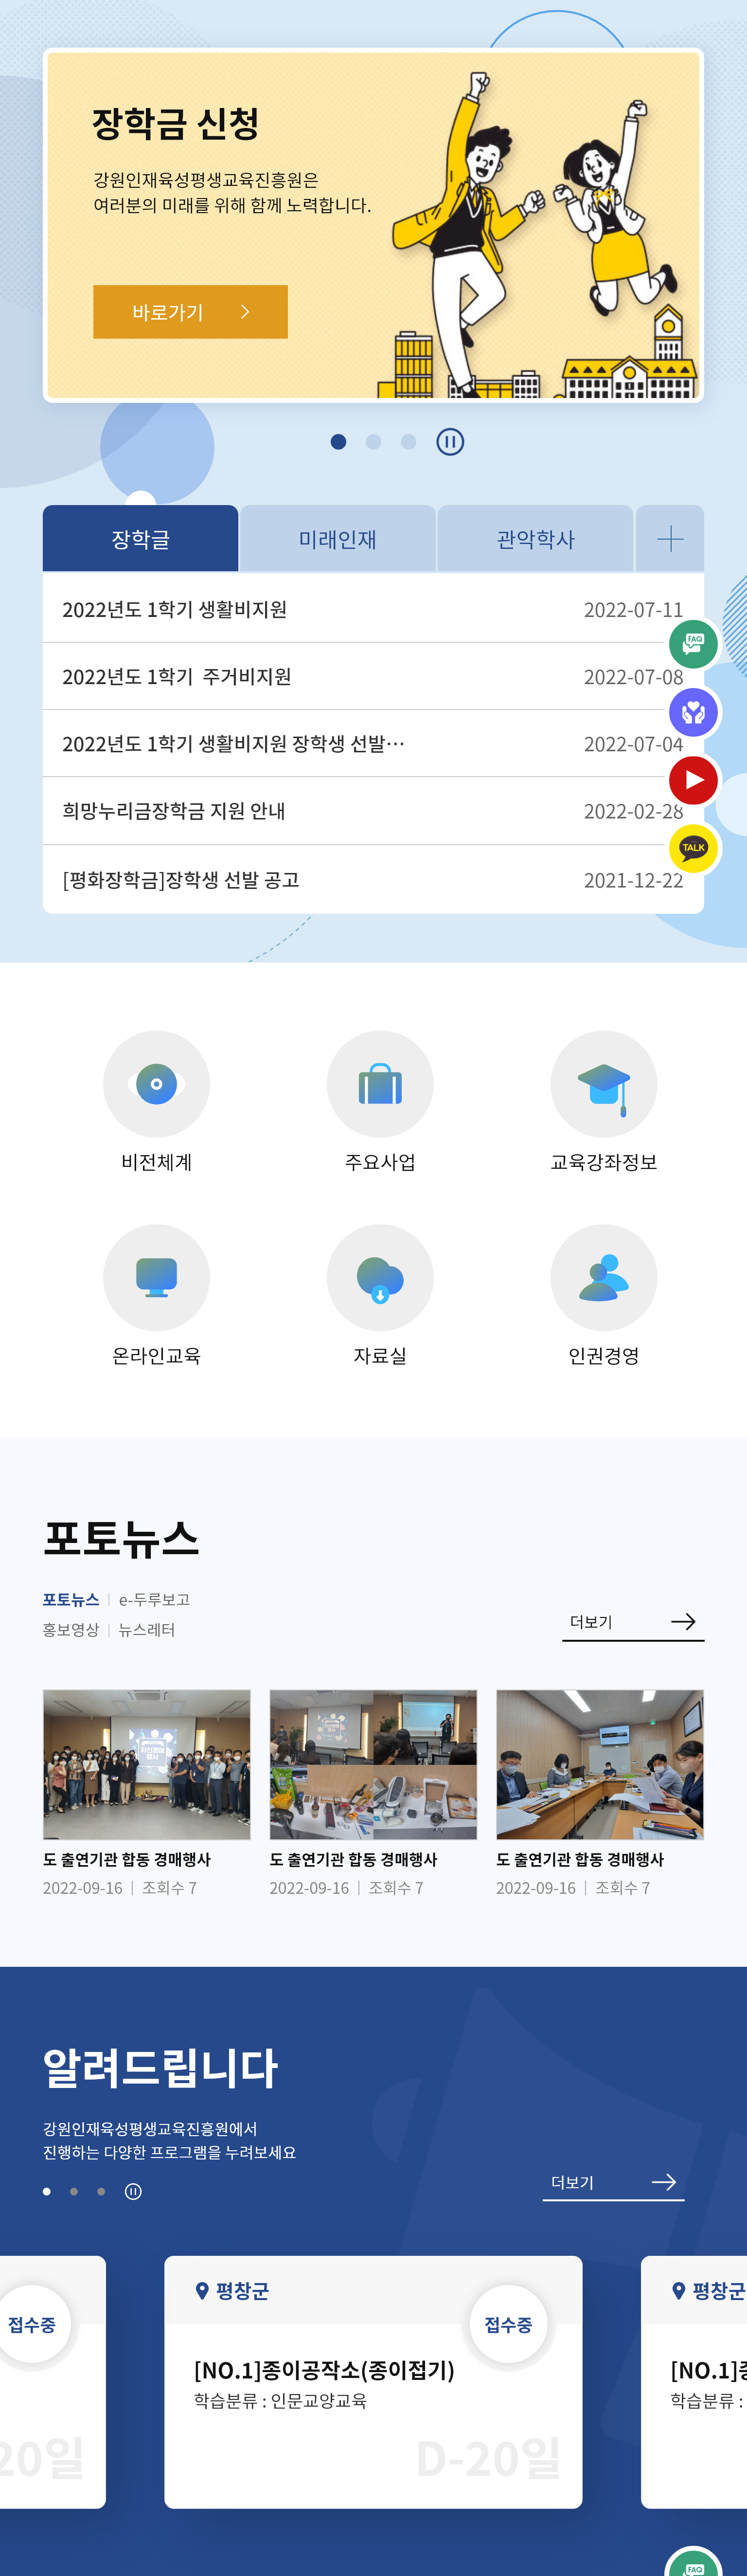 장학금 신청
강원인재육성평생교육진흥원은
여러분의 미래를 위해 함께 노력합니다.
바로가기
장학글
미래인재
관악학사
2022년도 1학기 생활비지원 2022-07-11
2022년도 1학기 주거비지원 2022-07-08
2022년도 1학기 생활비지원 장학생 선발… 2022-07-04
희망누리금장학금 지원 안내 2022-02-28
[평화장학금]장학생 선발 공고 2021-12-22
FAQ
TALK
비전체계
주요사업
교육강좌정보
온라인교육
자료실
인권경영
포토뉴스
포토뉴스 | e-두루보고
홍보영상 | 뉴스레터
더보기
도 출연기관 합동 경매행사
2022-09-16 | 조회수 7
도 출연기관 합동 경매행사
2022-09-16 | 조회수 7
도 출연기관 합동 경매행사
2022-09-16 | 조회수 7
알려드립니다
강원인재육성평생교육진흥원에서
진행하는 다양한 프로그램을 누려보세요
더보기
접수중
20일
평창군
접수중
[NO.1]종이공작소(종이접기)
학습분류 : 인문교양교육
D-20일
평창군
[NO.1]종
학습분류 :
FAQ